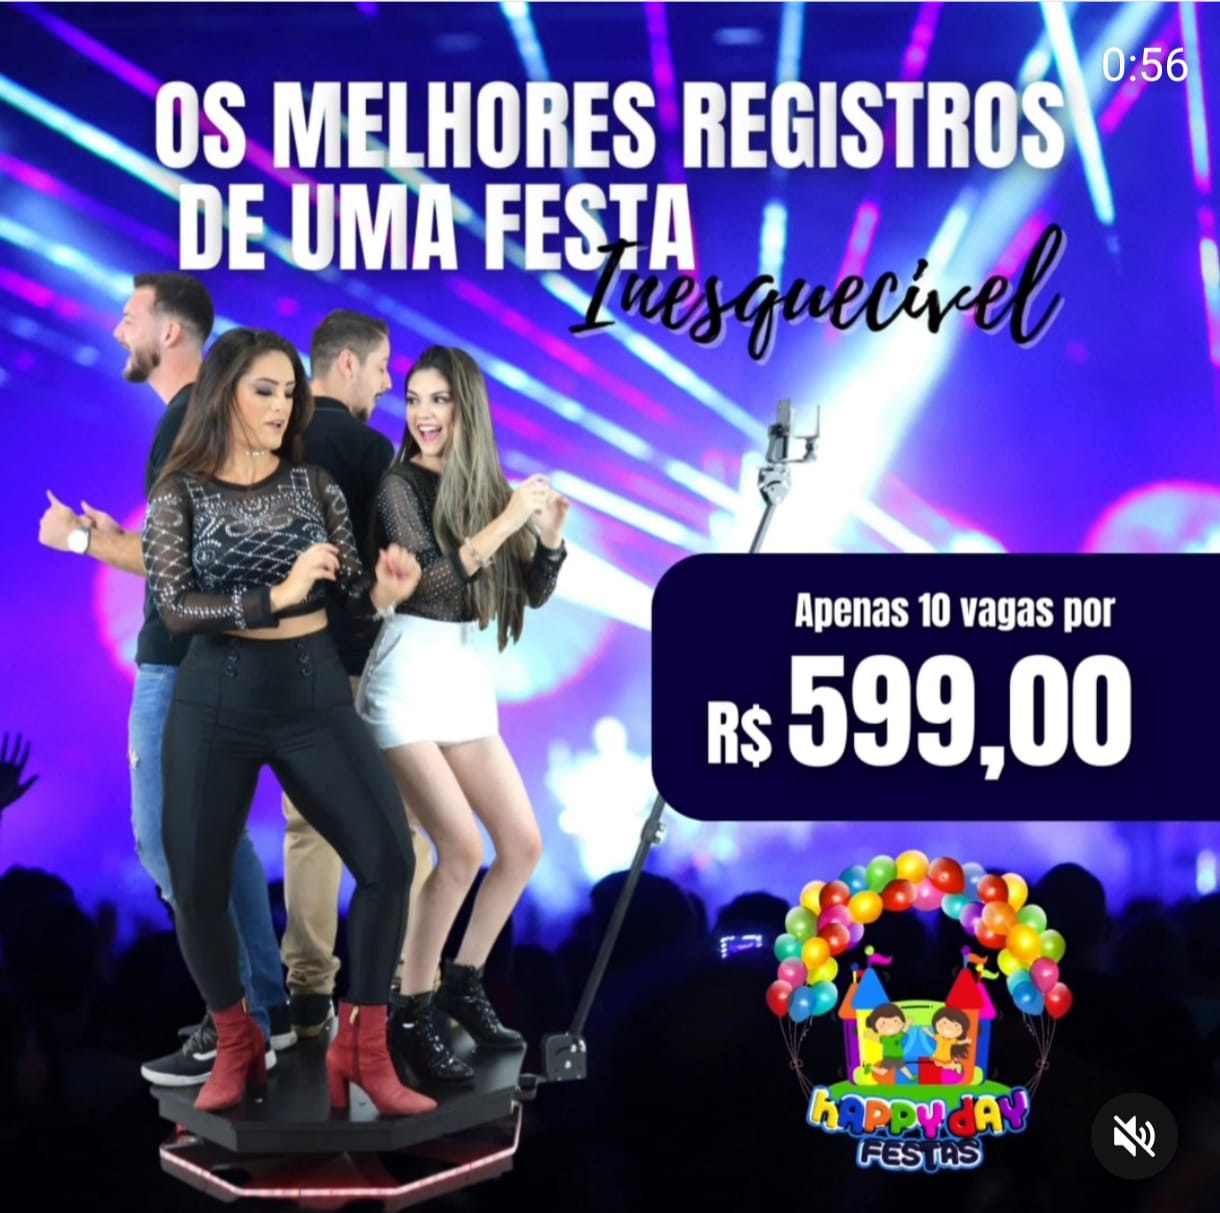 0:56
OS MELHORES REGISTROS
DE UMA FESTA
Inesquecível
Apenas 10 vagas por
R$ 599,00
HAPPY DAY
FESTAS